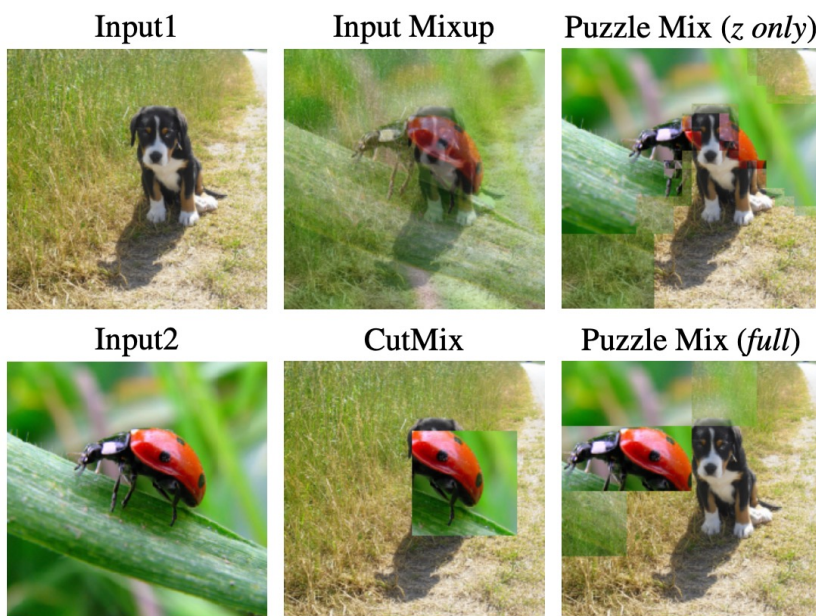 Input1
Input Mixup
Puzzle Mix (z only)
Input2
CutMix
Puzzle Mix (full)